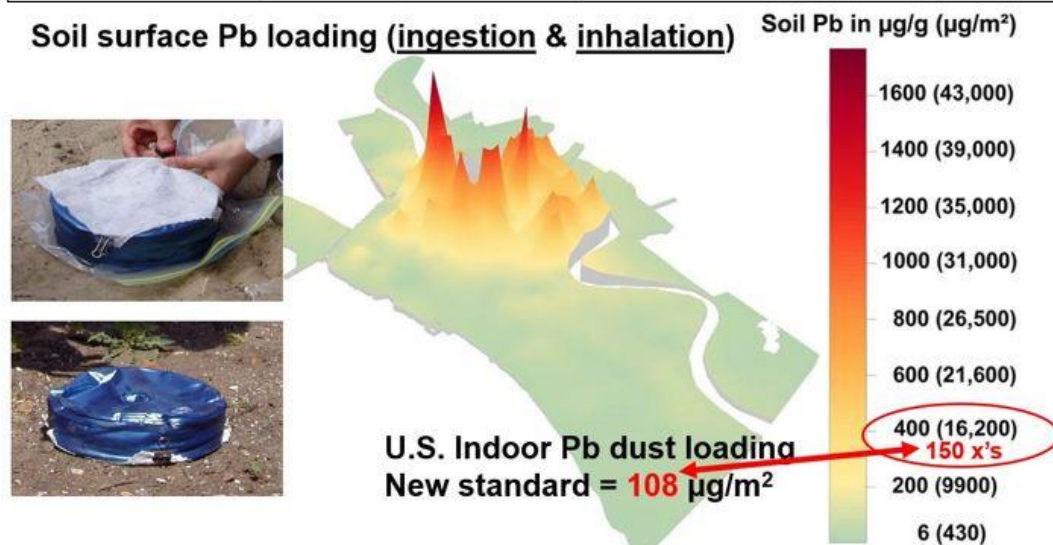 Soil surface Pb loading (ingestion & inhalation)
Soil Pb in µg/g (µg/m²)
1600 (43,000)
1400 (39,000)
1200 (35,000)
1000 (31,000)
800 (26,500)
600 (21,600)
400 (16,200)
150 x's
200 (9900)
6 (430)
U.S. Indoor Pb dust loading
New standard = 108 µg/m²